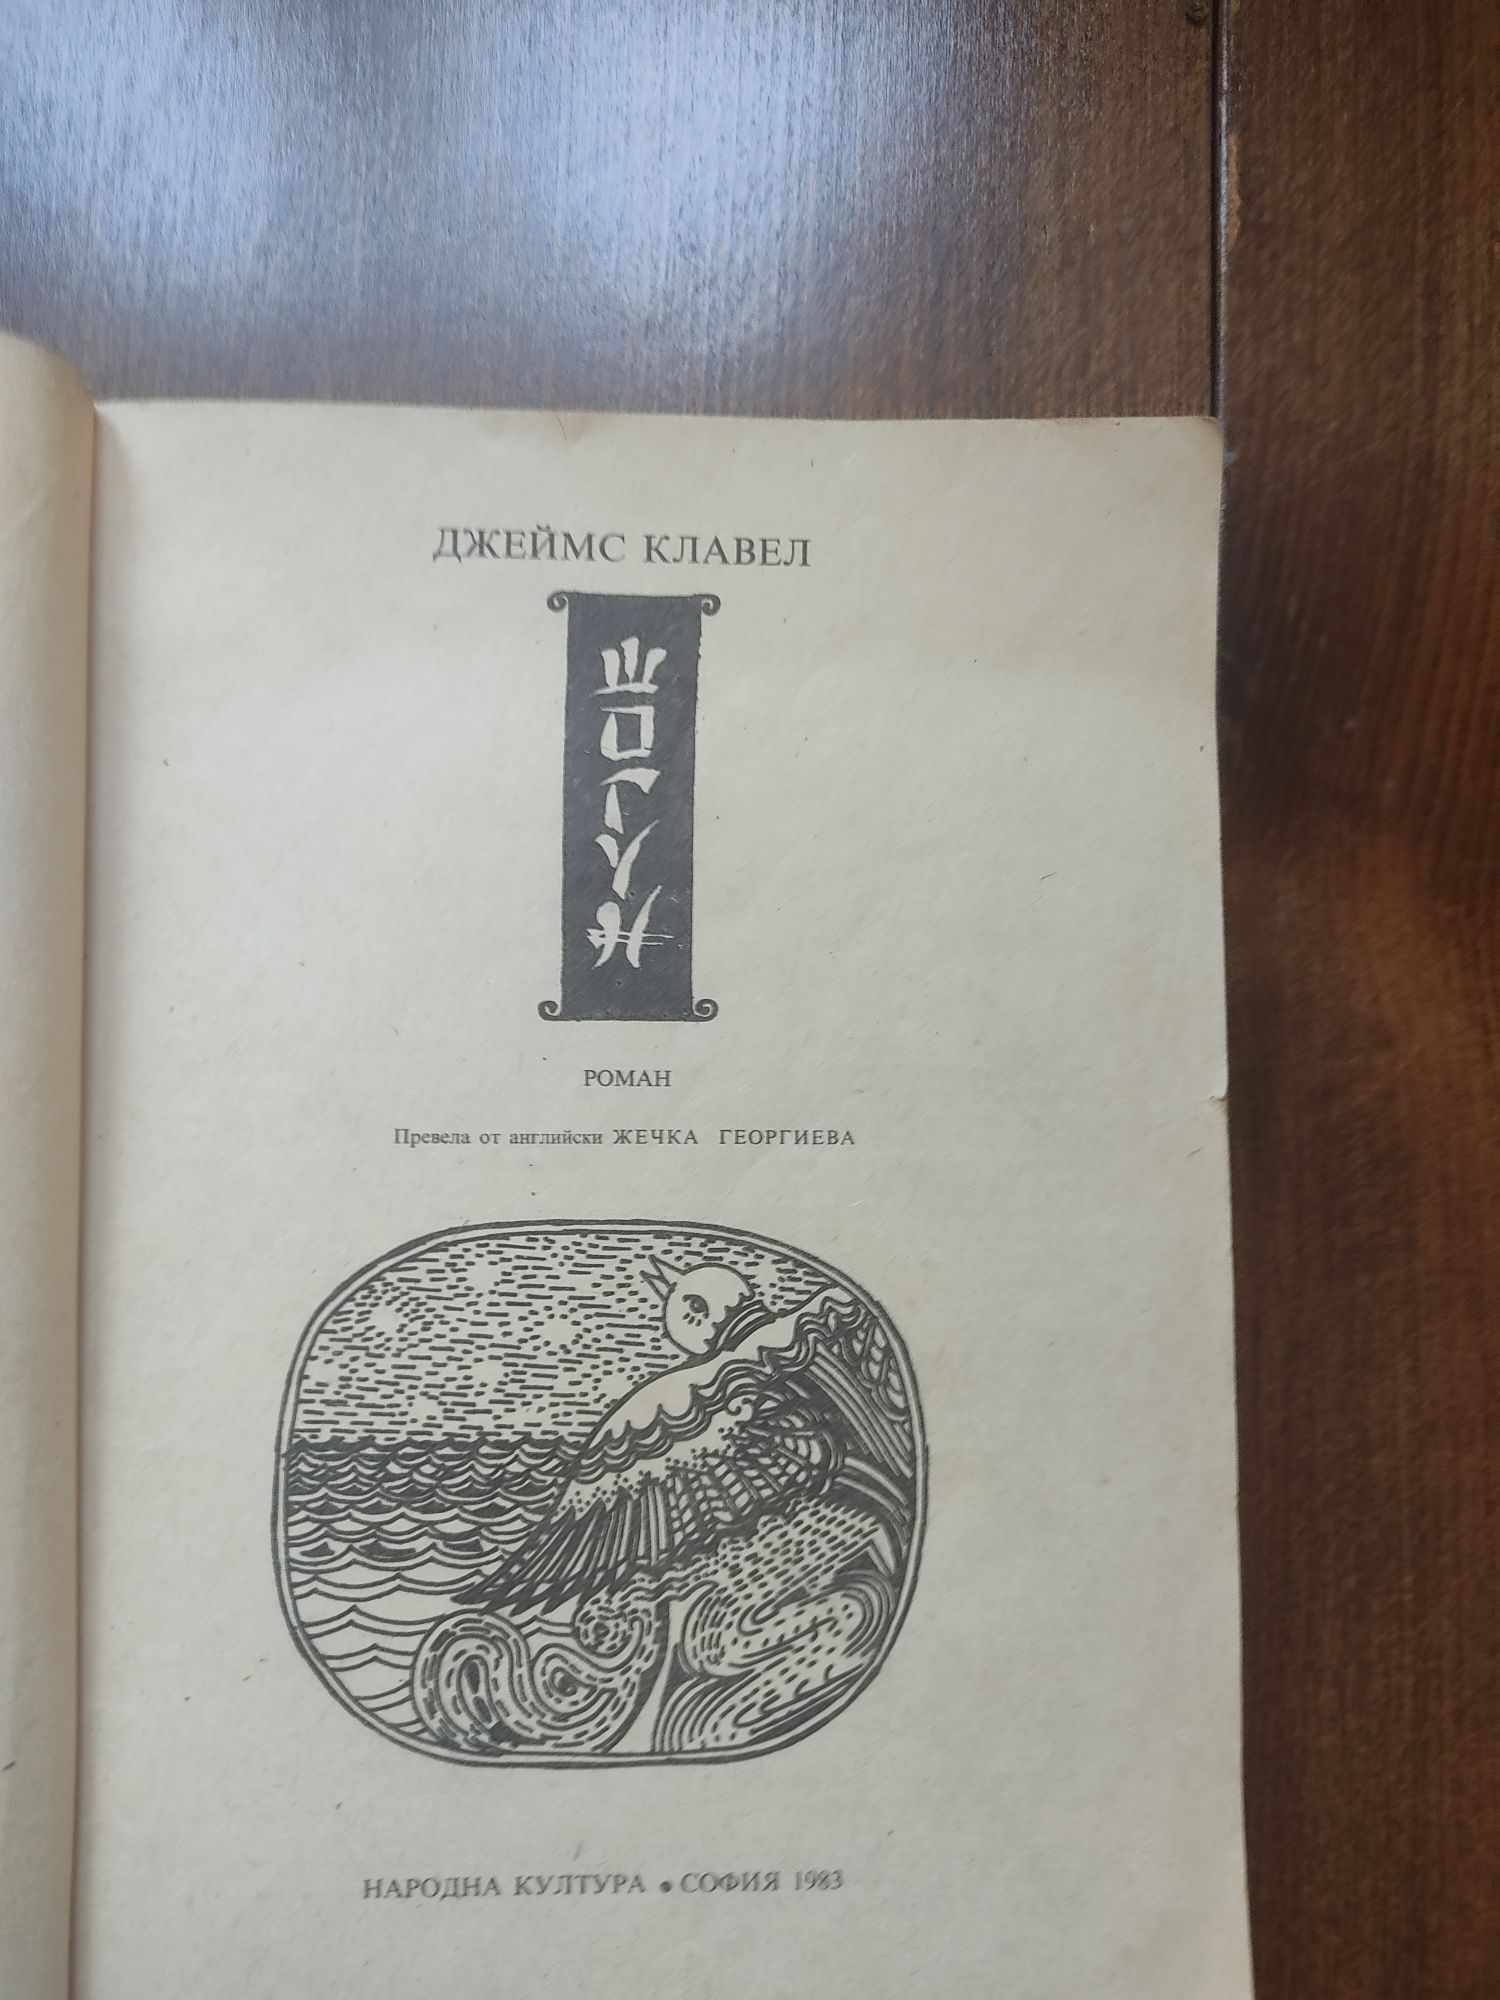 ДЖЕЙМС КЛАВЕЛ
ШОГУН
РОМАН
Превела от английски ЖЕЧКА ГЕОРГИЕВА
НАРОДНА КУЛТУРА • СОФИЯ 1983